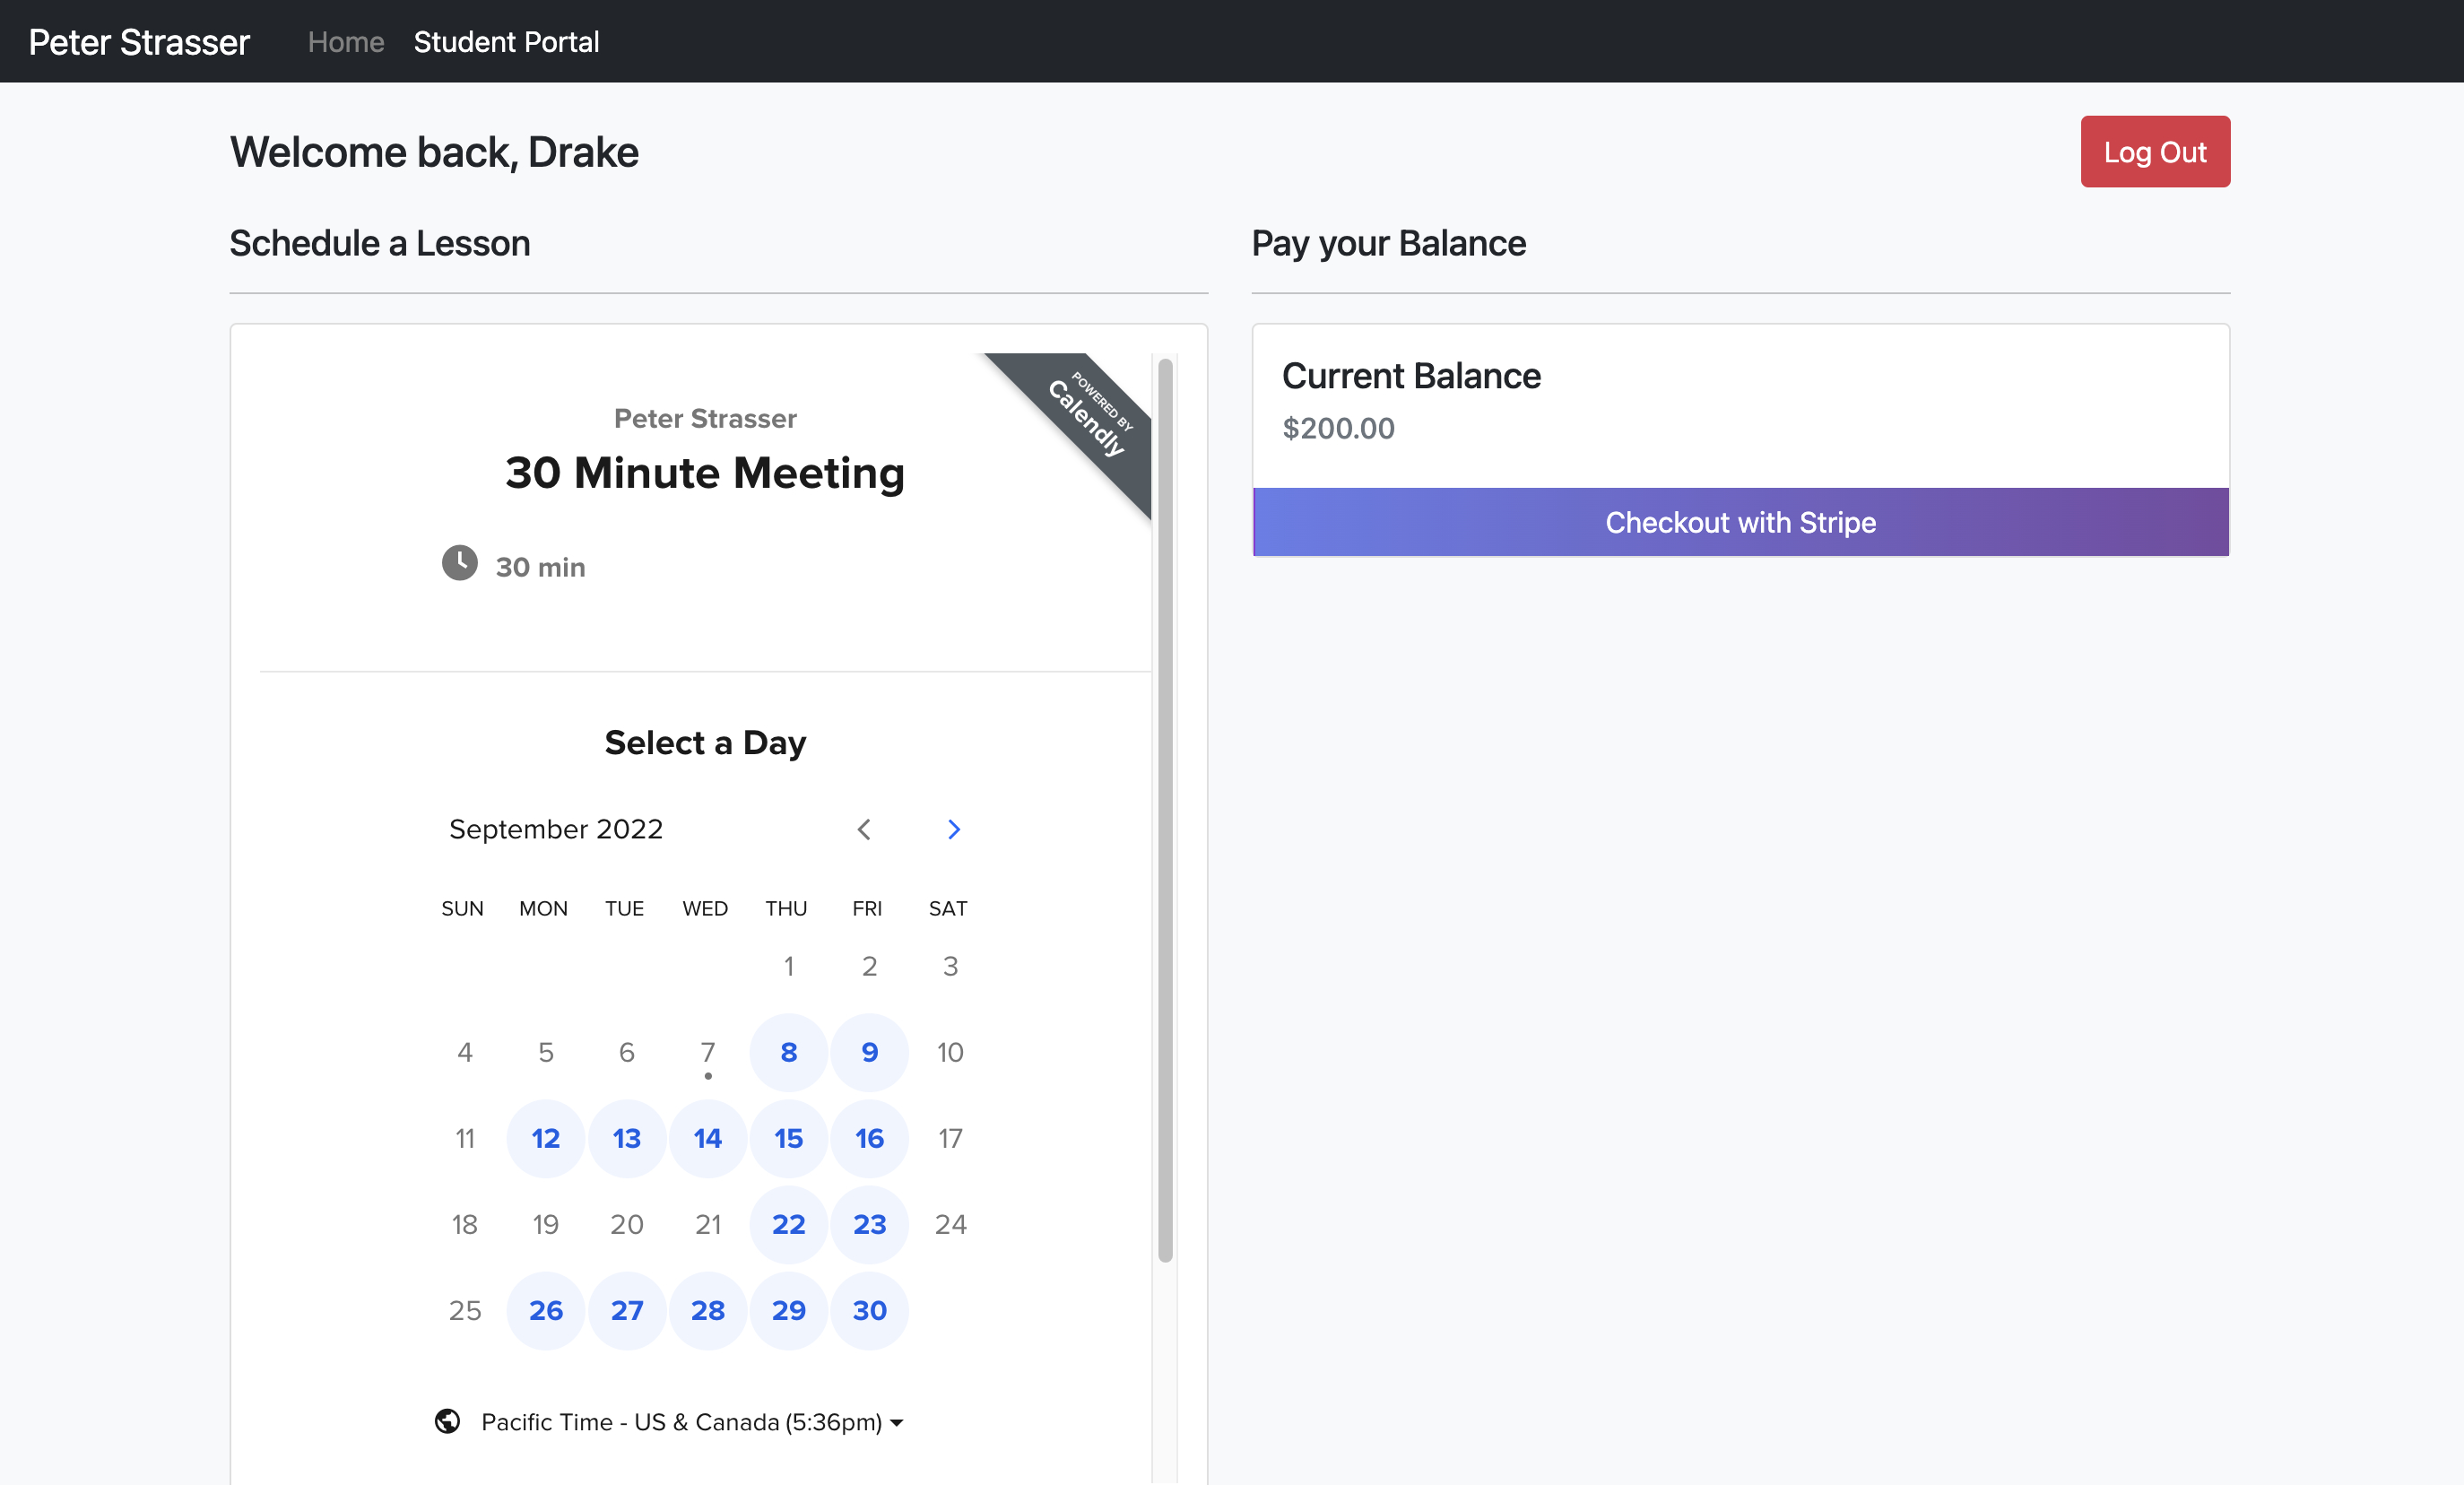 Peter Strasser Home Student Portal
Welcome back, Drake
Log Out
Schedule a Lesson
Peter Strasser
30 Minute Meeting
POWERED BY
Calendly
30 min
Select a Day
September 2022
SUN MON TUE WED THU FRI SAT
1 2 3
4 5 6 7 8 9 10
11 12 13 14 15 16 17
18 19 20 21 22 23 24
25 26 27 28 29 30
Pacific Time - US & Canada (5:36pm)
Pay your Balance
Current Balance
$200.00
Checkout with Stripe